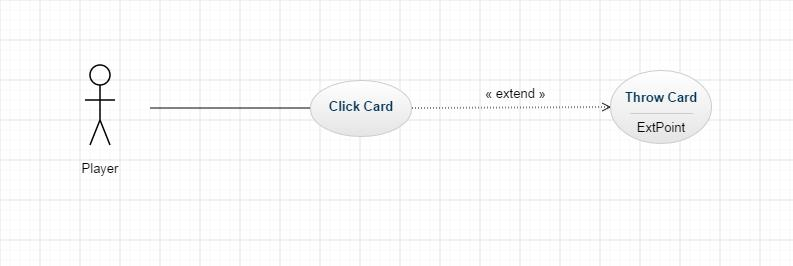 Player
Click Card
« extend »
Throw Card
ExtPoint